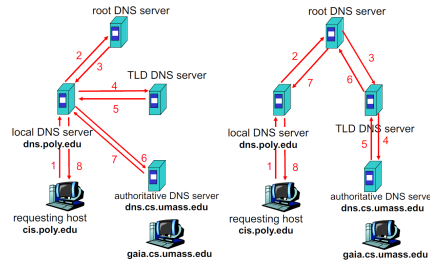 root DNS server
2
3
TLD DNS server
4
5
local DNS server
dns.poly.edu
6
7
1
8
authoritative DNS server
dns.cs.umass.edu
requesting host
cis.poly.edu
gaia.cs.umass.edu
root DNS server
2
3
7
6
local DNS server
dns.poly.edu
TLD DNS server
5
4
1
8
authoritative DNS serve
dns.cs.umass.edu
requesting host
cis.poly.edu
gaia.cs.umass.edu